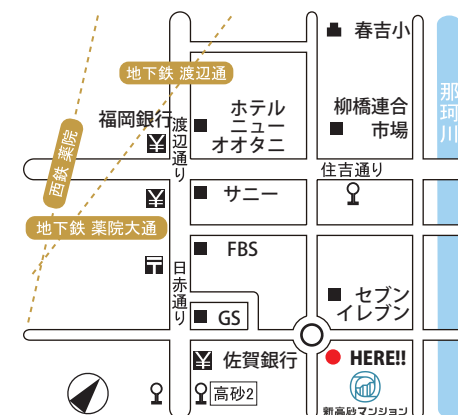 春吉小
地下鉄 渡辺通
福岡銀行
渡辺通り
ホテル
ニュー
オオタニ
柳橋連合
市場
那珂川
西鉄 薬院
住吉通り
サニー
地下鉄 薬院大通
FBS
日赤通り
セブン
イレブン
GS
佐賀銀行
HERE!!
高砂2
新高砂マンション